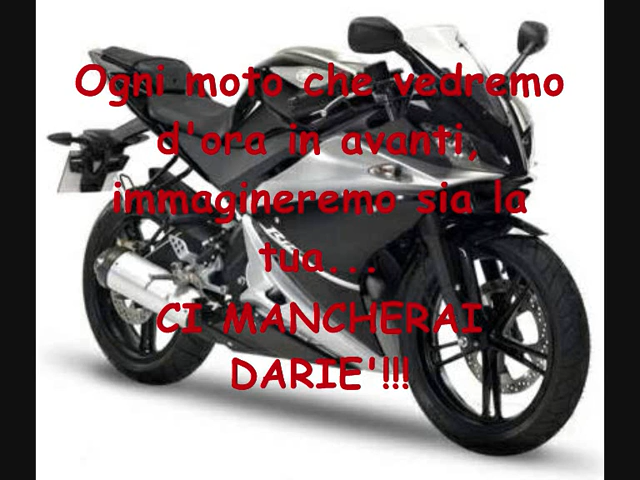 Ogni moto che vedremo
d'ora in avanti,
immagineremo sia la
tua...
CI MANCHERAI
DARIE'!!!